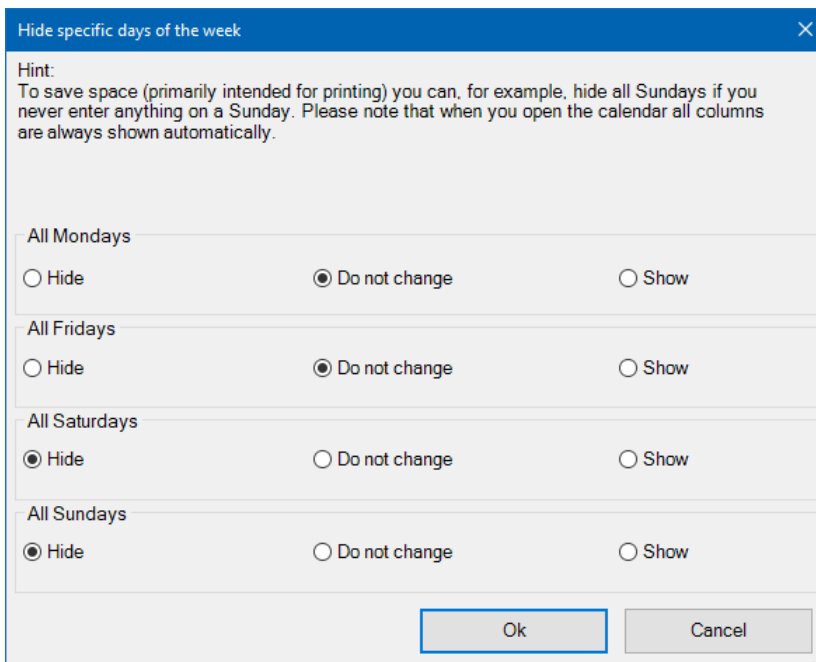 Hide specific days of the week
Hint:
To save space (primarily intended for printing) you can, for example, hide all Sundays if you
never enter anything on a Sunday. Please note that when you open the calendar all columns
are always shown automatically.
All Mondays
Hide Do not change Show
All Fridays
Hide Do not change Show
All Saturdays
Hide Do not change Show
All Sundays
Hide Do not change Show
Ok Cancel